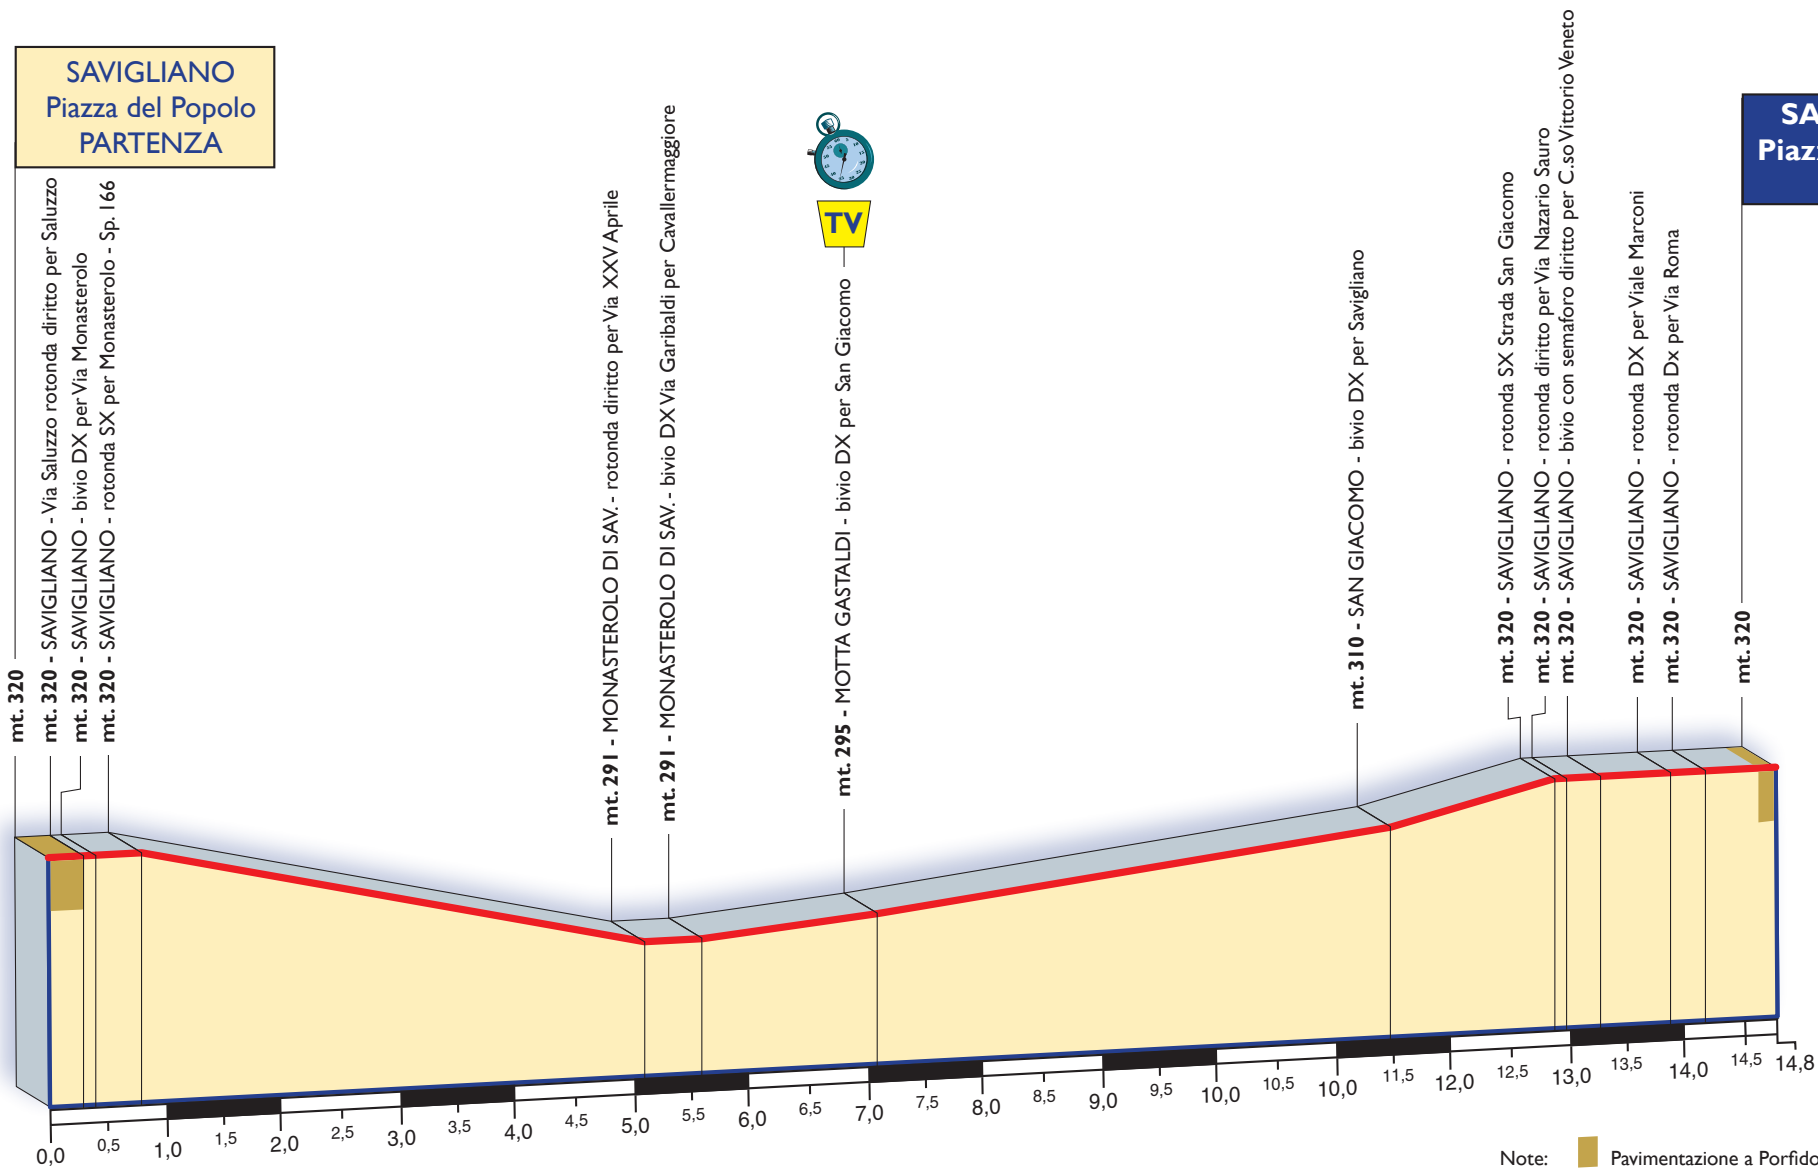 SAVIGLIANO
Piazza del Popolo
PARTENZA
SA
Piazz
TV
mt. 320
mt. 320 - SAVIGLIANO - Via Saluzzo rotonda diritto per Saluzzo
mt. 320 - SAVIGLIANO - bivio DX per Via Monasterolo
mt. 320 - SAVIGLIANO - rotonda SX per Monasterolo - Sp. 166
mt. 291 - MONASTEROLO DI SAV. - rotonda diritto per Via XXV Aprile
mt. 291 - MONASTEROLO DI SAV. - bivio DX Via Garibaldi per Cavallermaggiore
mt. 295 - MOTTA GASTALDI - bivio DX per San Giacomo
mt. 310 - SAN GIACOMO - bivio DX per Savigliano
mt. 320 - SAVIGLIANO - rotonda SX Strada San Giacomo
mt. 320 - SAVIGLIANO - rotonda diritto per Via Nazario Sauro
mt. 320 - SAVIGLIANO - bivio con semaforo diritto per C.so Vittorio Veneto
mt. 320 - SAVIGLIANO - rotonda DX per Viale Marconi
mt. 320 - SAVIGLIANO - rotonda Dx per Via Roma
mt. 320
0,0 0,5 1,0 1,5 2,0 2,5 3,0 3,5 4,0 4,5 5,0 5,5 6,0 6,5 7,0 7,5 8,0 8,5 9,0 9,5 10,0 10,5 10,0 11,5 12,0 12,5 13,0 13,5 14,0 14,5 14,8
Note: Pavimentazione a Porfido